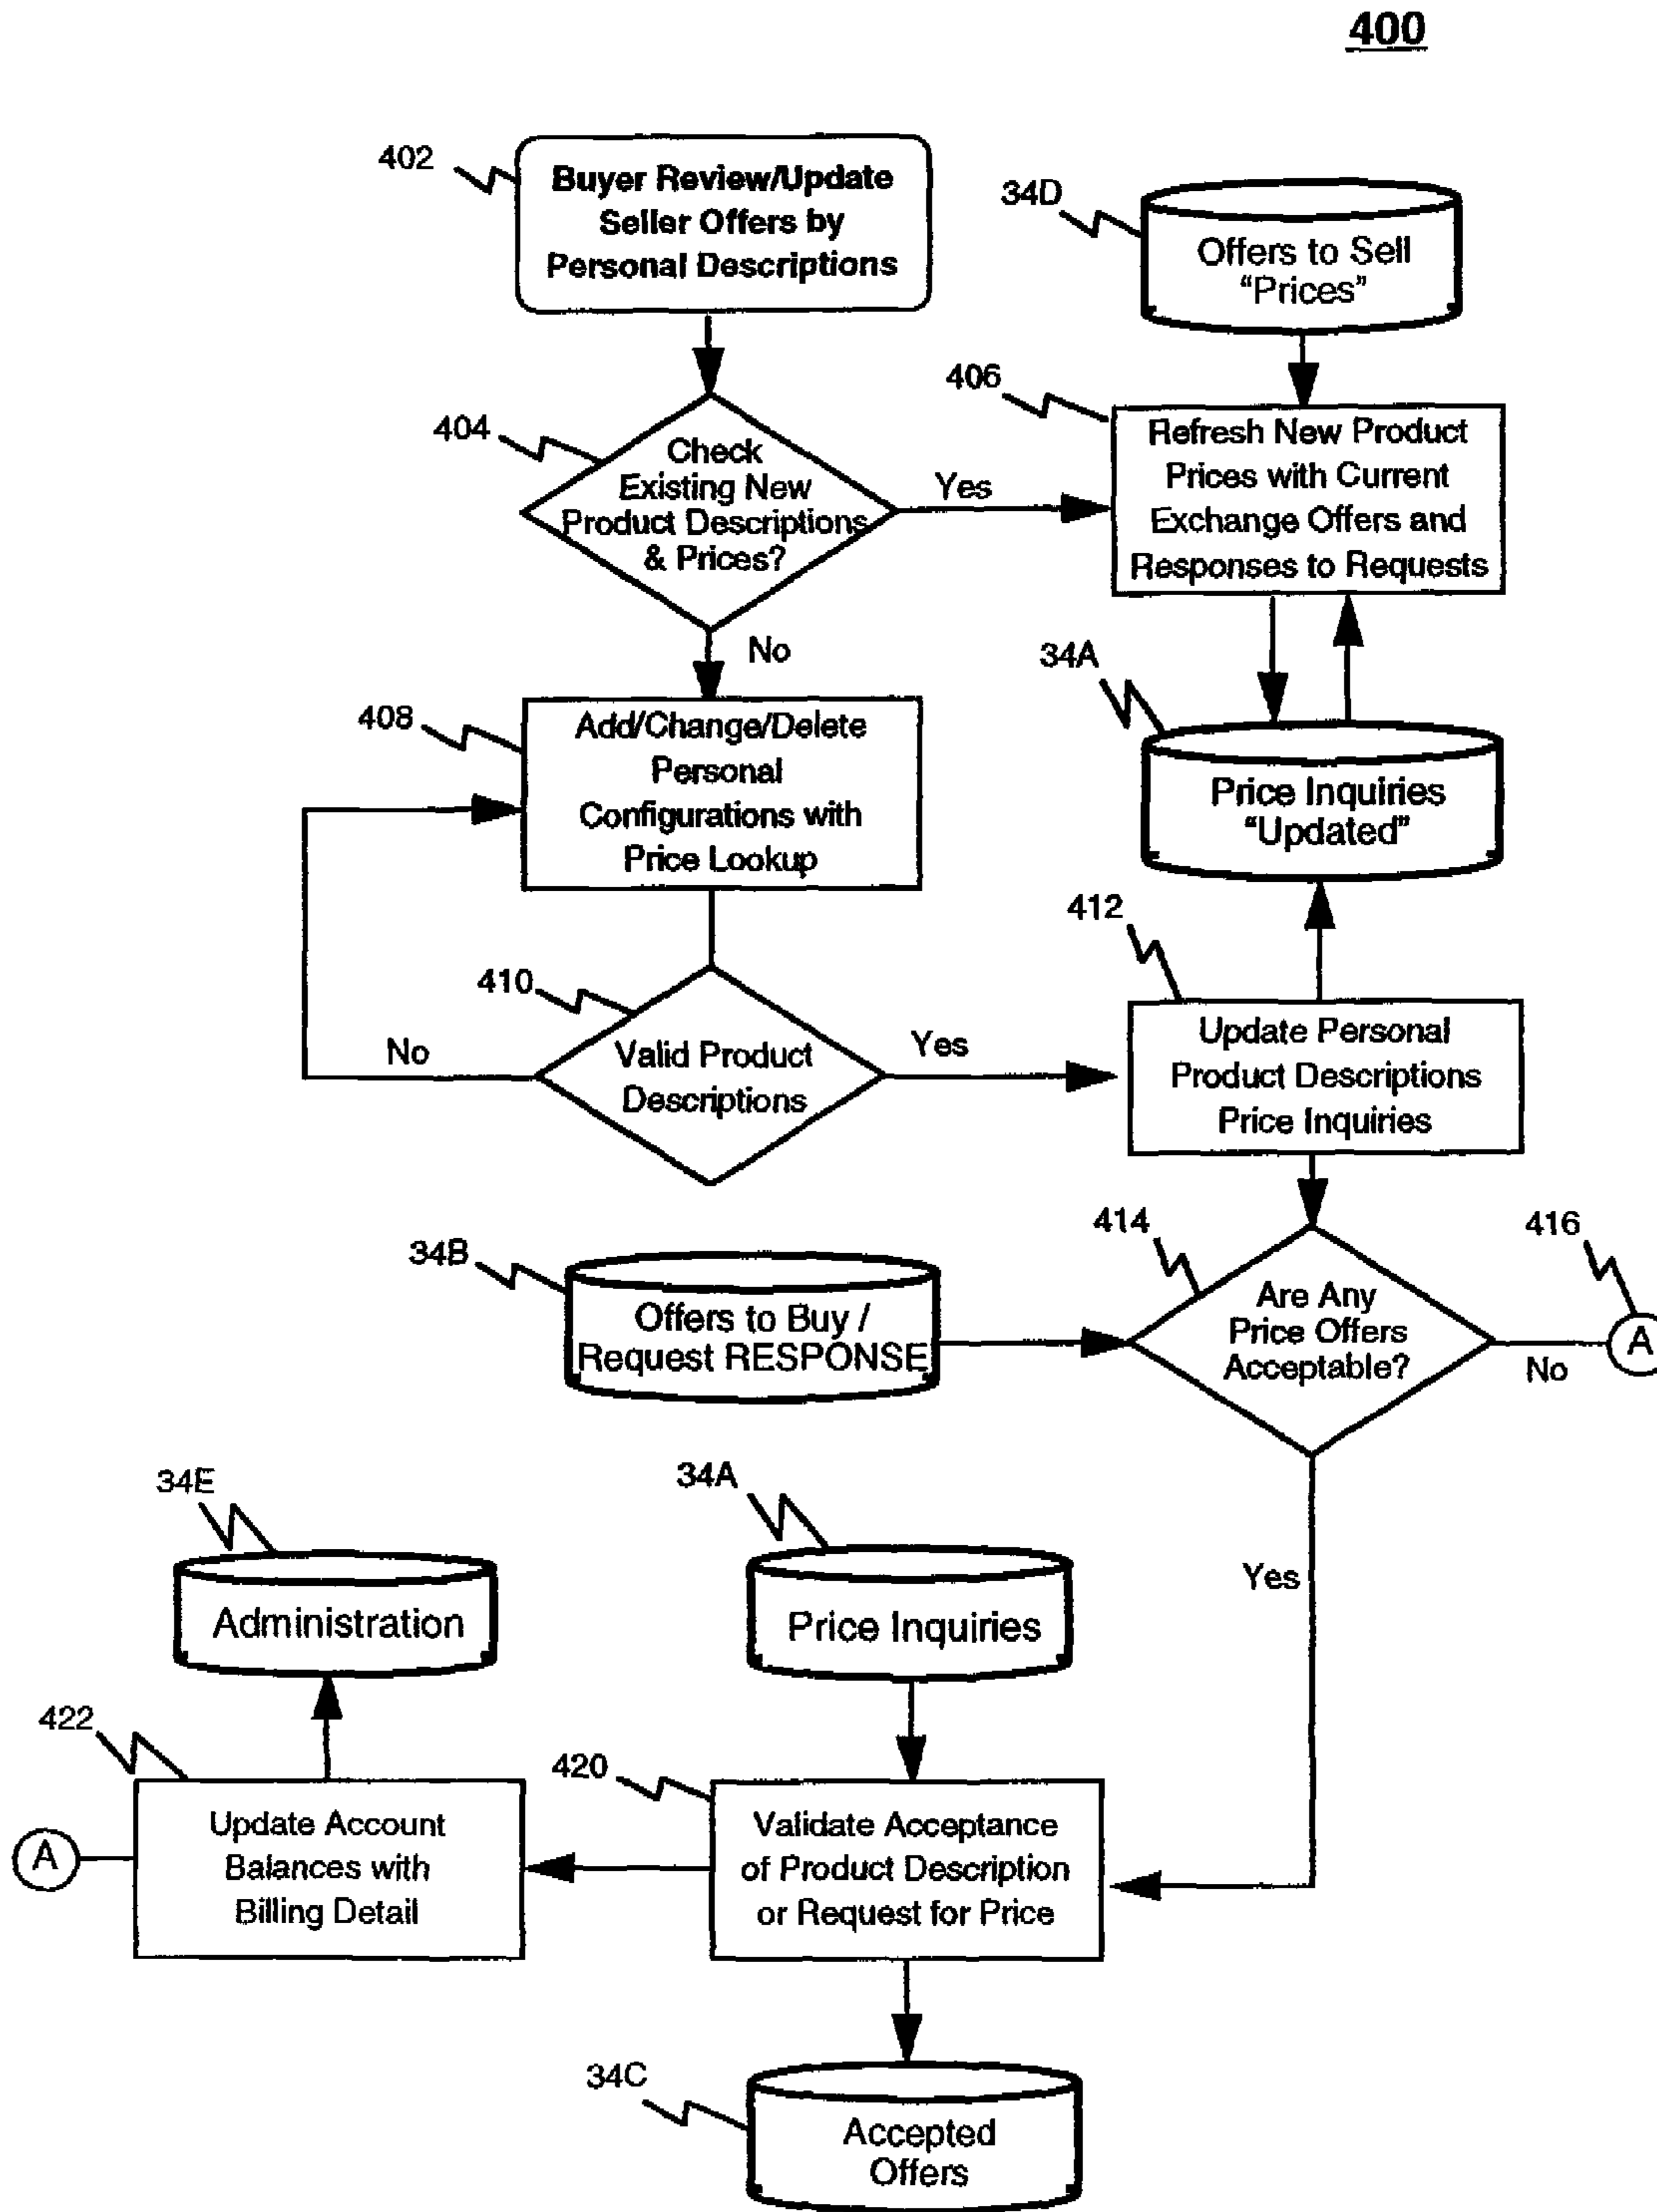 400
402
Buyer Review/Update
Seller Offers by
Personal Descriptions
34D
Offers to Sell
“Prices”
404
Check
Existing New
Product Descriptions
& Prices?
Yes
406
Refresh New Product
Prices with Current
Exchange Offers and
Responses to Requests
No
34A
Price Inquiries
“Updated”
408
Add/Change/Delete
Personal
Configurations with
Price Lookup
410
Valid Product
Descriptions
No
Yes
412
Update Personal
Product Descriptions
Price Inquiries
34B
Offers to Buy /
Request RESPONSE
414
Are Any
Price Offers
Acceptable?
No
416
A
Yes
34E
Administration
34A
Price Inquiries
422
Update Account
Balances with
Billing Detail
A
420
Validate Acceptance
of Product Description
or Request for Price
34C
Accepted
Offers